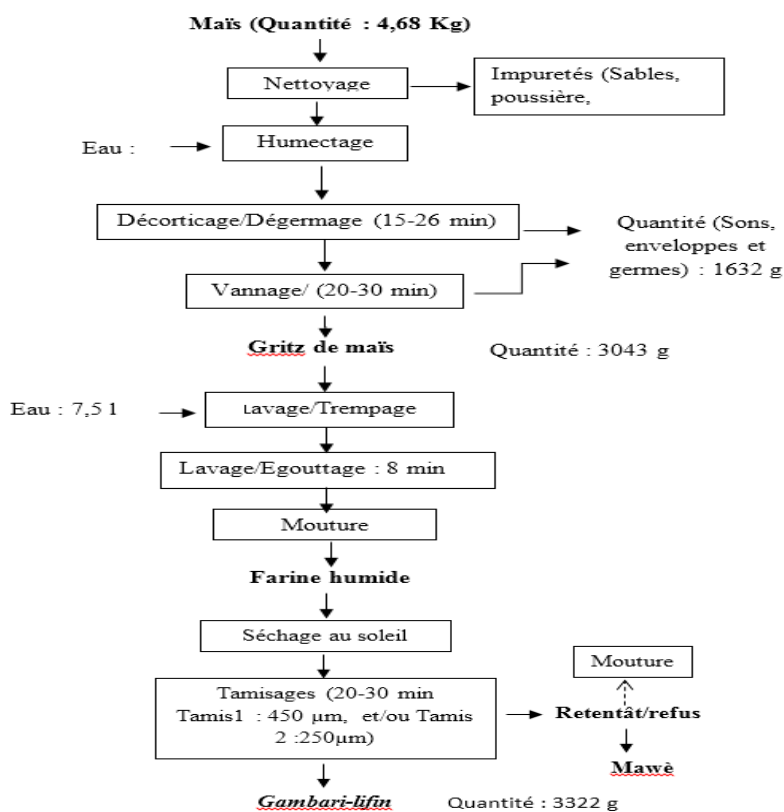 Maïs (Quantité : 4,68 Kg)
Nettoyage
Impuretés (Sables,
poussière,
Eau :
Humectage
Décorticage/Dégermage (15-26 min)
Quantité (Sons,
enveloppes et
germes) : 1632 g
Vannage/ (20-30 min)
Gritz de maïs
Quantité : 3043 g
Eau : 7,5 l
Lavage/Trempage
Lavage/Egouttage : 8 min
Mouture
Farine humide
Séchage au soleil
Mouture
Tamisages (20-30 min
Tamis1 : 450 µm, et/ou Tamis
2 :250µm)
Retentât/refus
Mawè
Gambari-lifin
Quantité : 3322 g